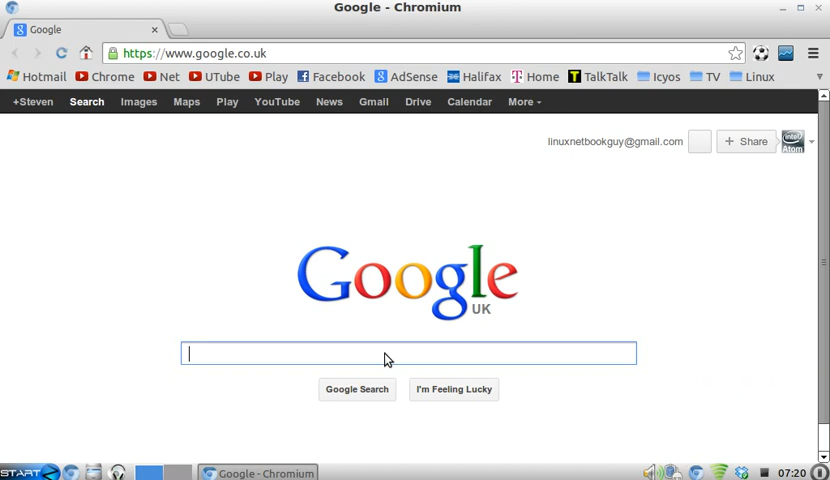 Google - Chromium
Google
https://www.google.co.uk
Hotmail Chrome Net UTube Play Facebook AdSense Halifax Home TalkTalk Icyos TV Linux
+Steven Search Images Maps Play YouTube News Gmail Drive Calendar More
linuxnetbookguy@gmail.com + Share
intel Atom
Google
UK
Google Search I'm Feeling Lucky
START Google - Chromium 07:20